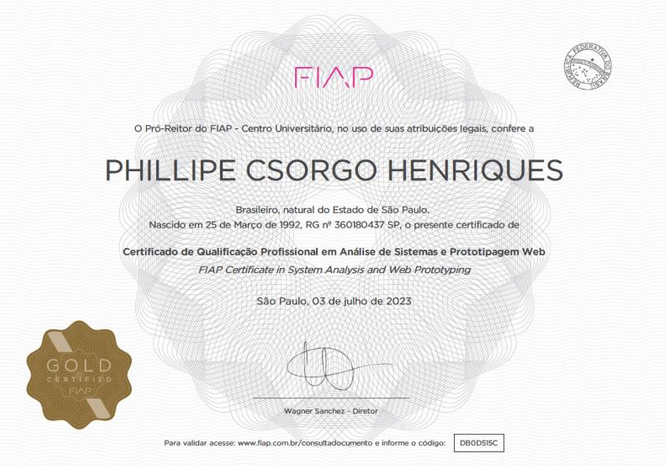 FIAP
REPÚBLICA FEDERATIVA DO BRASIL
O Pró-Reitor do FIAP - Centro Universitário, no uso de suas atribuições legais, confere a
PHILLIPE CSORGO HENRIQUES
Brasileiro, natural do Estado de São Paulo.
Nascido em 25 de Março de 1992, RG nº 360180437 SP, o presente certificado de
Certificado de Qualificação Profissional em Análise de Sistemas e Prototipagem Web
FIAP Certificate in System Analysis and Web Prototyping
São Paulo, 03 de julho de 2023
GOLD
CERTIFIED
FIAP
Wagner Sanchez - Diretor
Para validar acesse: www.fiap.com.br/consultadocumento e informe o código: DB0D515C